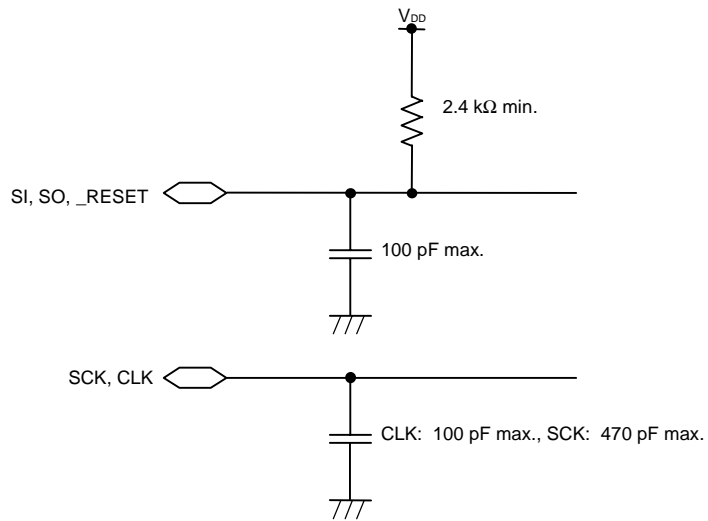 VDD
2.4 kΩ min.
SI, SO, _RESET
100 pF max.
SCK, CLK
CLK: 100 pF max., SCK: 470 pF max.